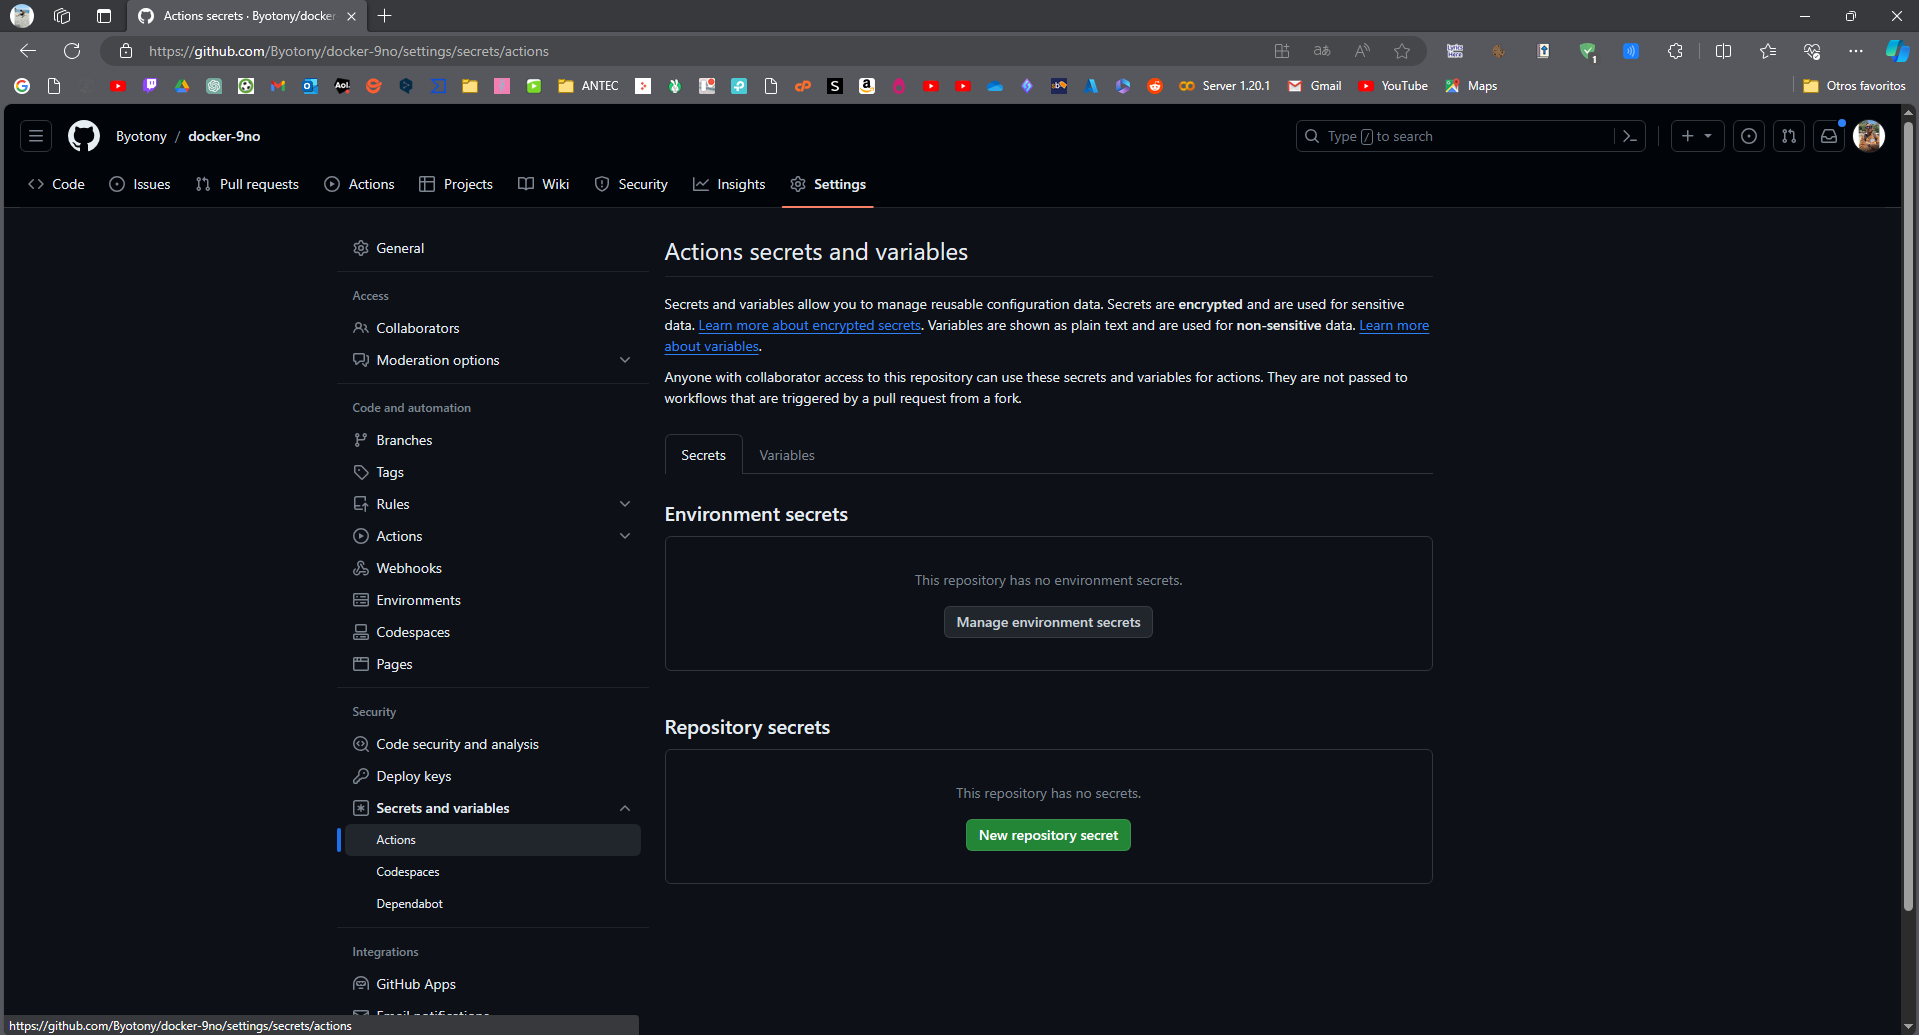 Actions secrets · Byotony/docker
https://github.com/Byotony/docker-9no/settings/secrets/actions
ANTEC
Server 1.20.1
Gmail
YouTube
Maps
Otros favoritos
Byotony / docker-9no
Type / to search
Code
Issues
Pull requests
Actions
Projects
Wiki
Security
Insights
Settings
General
Access
Collaborators
Moderation options
Code and automation
Branches
Tags
Rules
Actions
Webhooks
Environments
Codespaces
Pages
Security
Code security and analysis
Deploy keys
Secrets and variables
Actions
Codespaces
Dependabot
Integrations
GitHub Apps
Email notifications
Actions secrets and variables
Secrets and variables allow you to manage reusable configuration data. Secrets are encrypted and are used for sensitive
data. Learn more about encrypted secrets. Variables are shown as plain text and are used for non-sensitive data. Learn more
about variables.
Anyone with collaborator access to this repository can use these secrets and variables for actions. They are not passed to
workflows that are triggered by a pull request from a fork.
Secrets
Variables
Environment secrets
This repository has no environment secrets.
Manage environment secrets
Repository secrets
This repository has no secrets.
New repository secret
https://github.com/Byotony/docker-9no/settings/secrets/actions